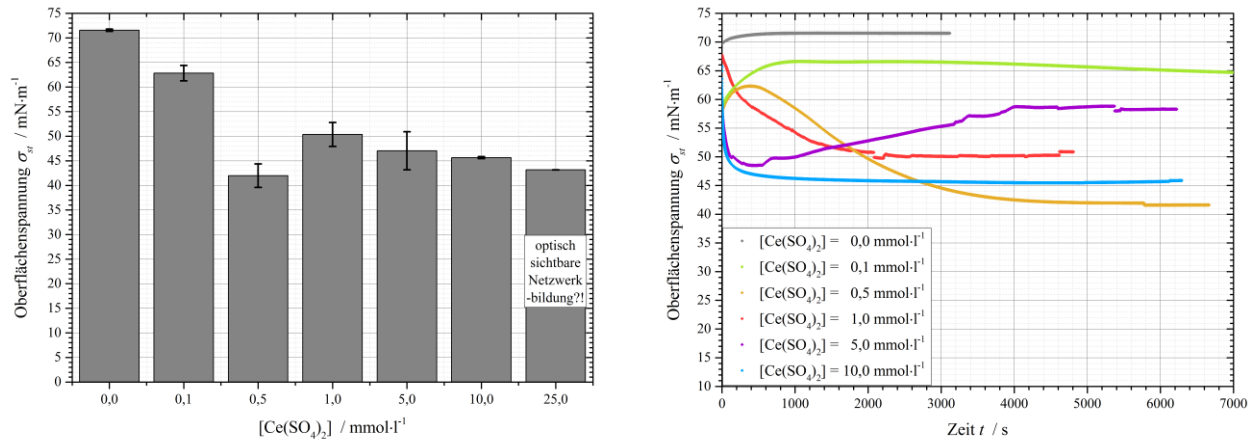 75
70
65
60
55
50
45
40
35
30
25
20
15
10
5
0
Oberflächenspannung σst / mN·m⁻¹
optisch
sichtbare
Netzwerk
-bildung?!
0,0 0,1 0,5 1,0 5,0 10,0 25,0
[Ce(SO₄)₂] / mmol·l⁻¹
75
70
65
60
55
50
45
40
35
30
25
20
15
10
Oberflächenspannung σst / mN·m⁻¹
[Ce(SO₄)₂] = 0,0 mmol·l⁻¹
[Ce(SO₄)₂] = 0,1 mmol·l⁻¹
[Ce(SO₄)₂] = 0,5 mmol·l⁻¹
[Ce(SO₄)₂] = 1,0 mmol·l⁻¹
[Ce(SO₄)₂] = 5,0 mmol·l⁻¹
[Ce(SO₄)₂] = 10,0 mmol·l⁻¹
0 1000 2000 3000 4000 5000 6000 7000
Zeit t / s